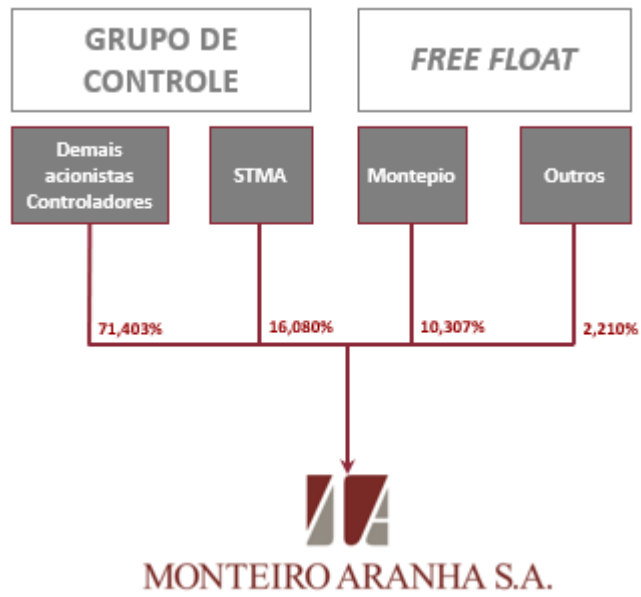 GRUPO DE
CONTROLE
FREE FLOAT
Demais
acionistas
Controladores
STMA
Montepio
Outros
71,403%
16,080%
10,307%
2,210%
MONTEIRO ARANHA S.A.